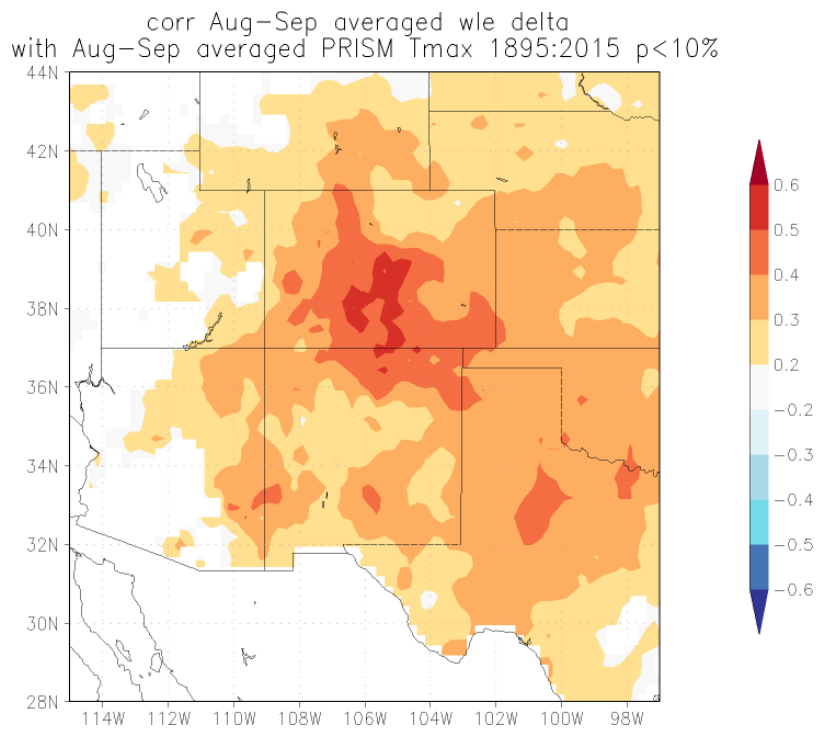 corr Aug-Sep averaged wle delta
with Aug-Sep averaged PRISM Tmax 1895:2015 p<10%
44N
42N
40N
38N
36N
34N
32N
30N
28N
114W 112W 110W 108W 106W 104W 102W 100W 98W
0.6
0.5
0.4
0.3
0.2
-0.2
-0.3
-0.4
-0.5
-0.6